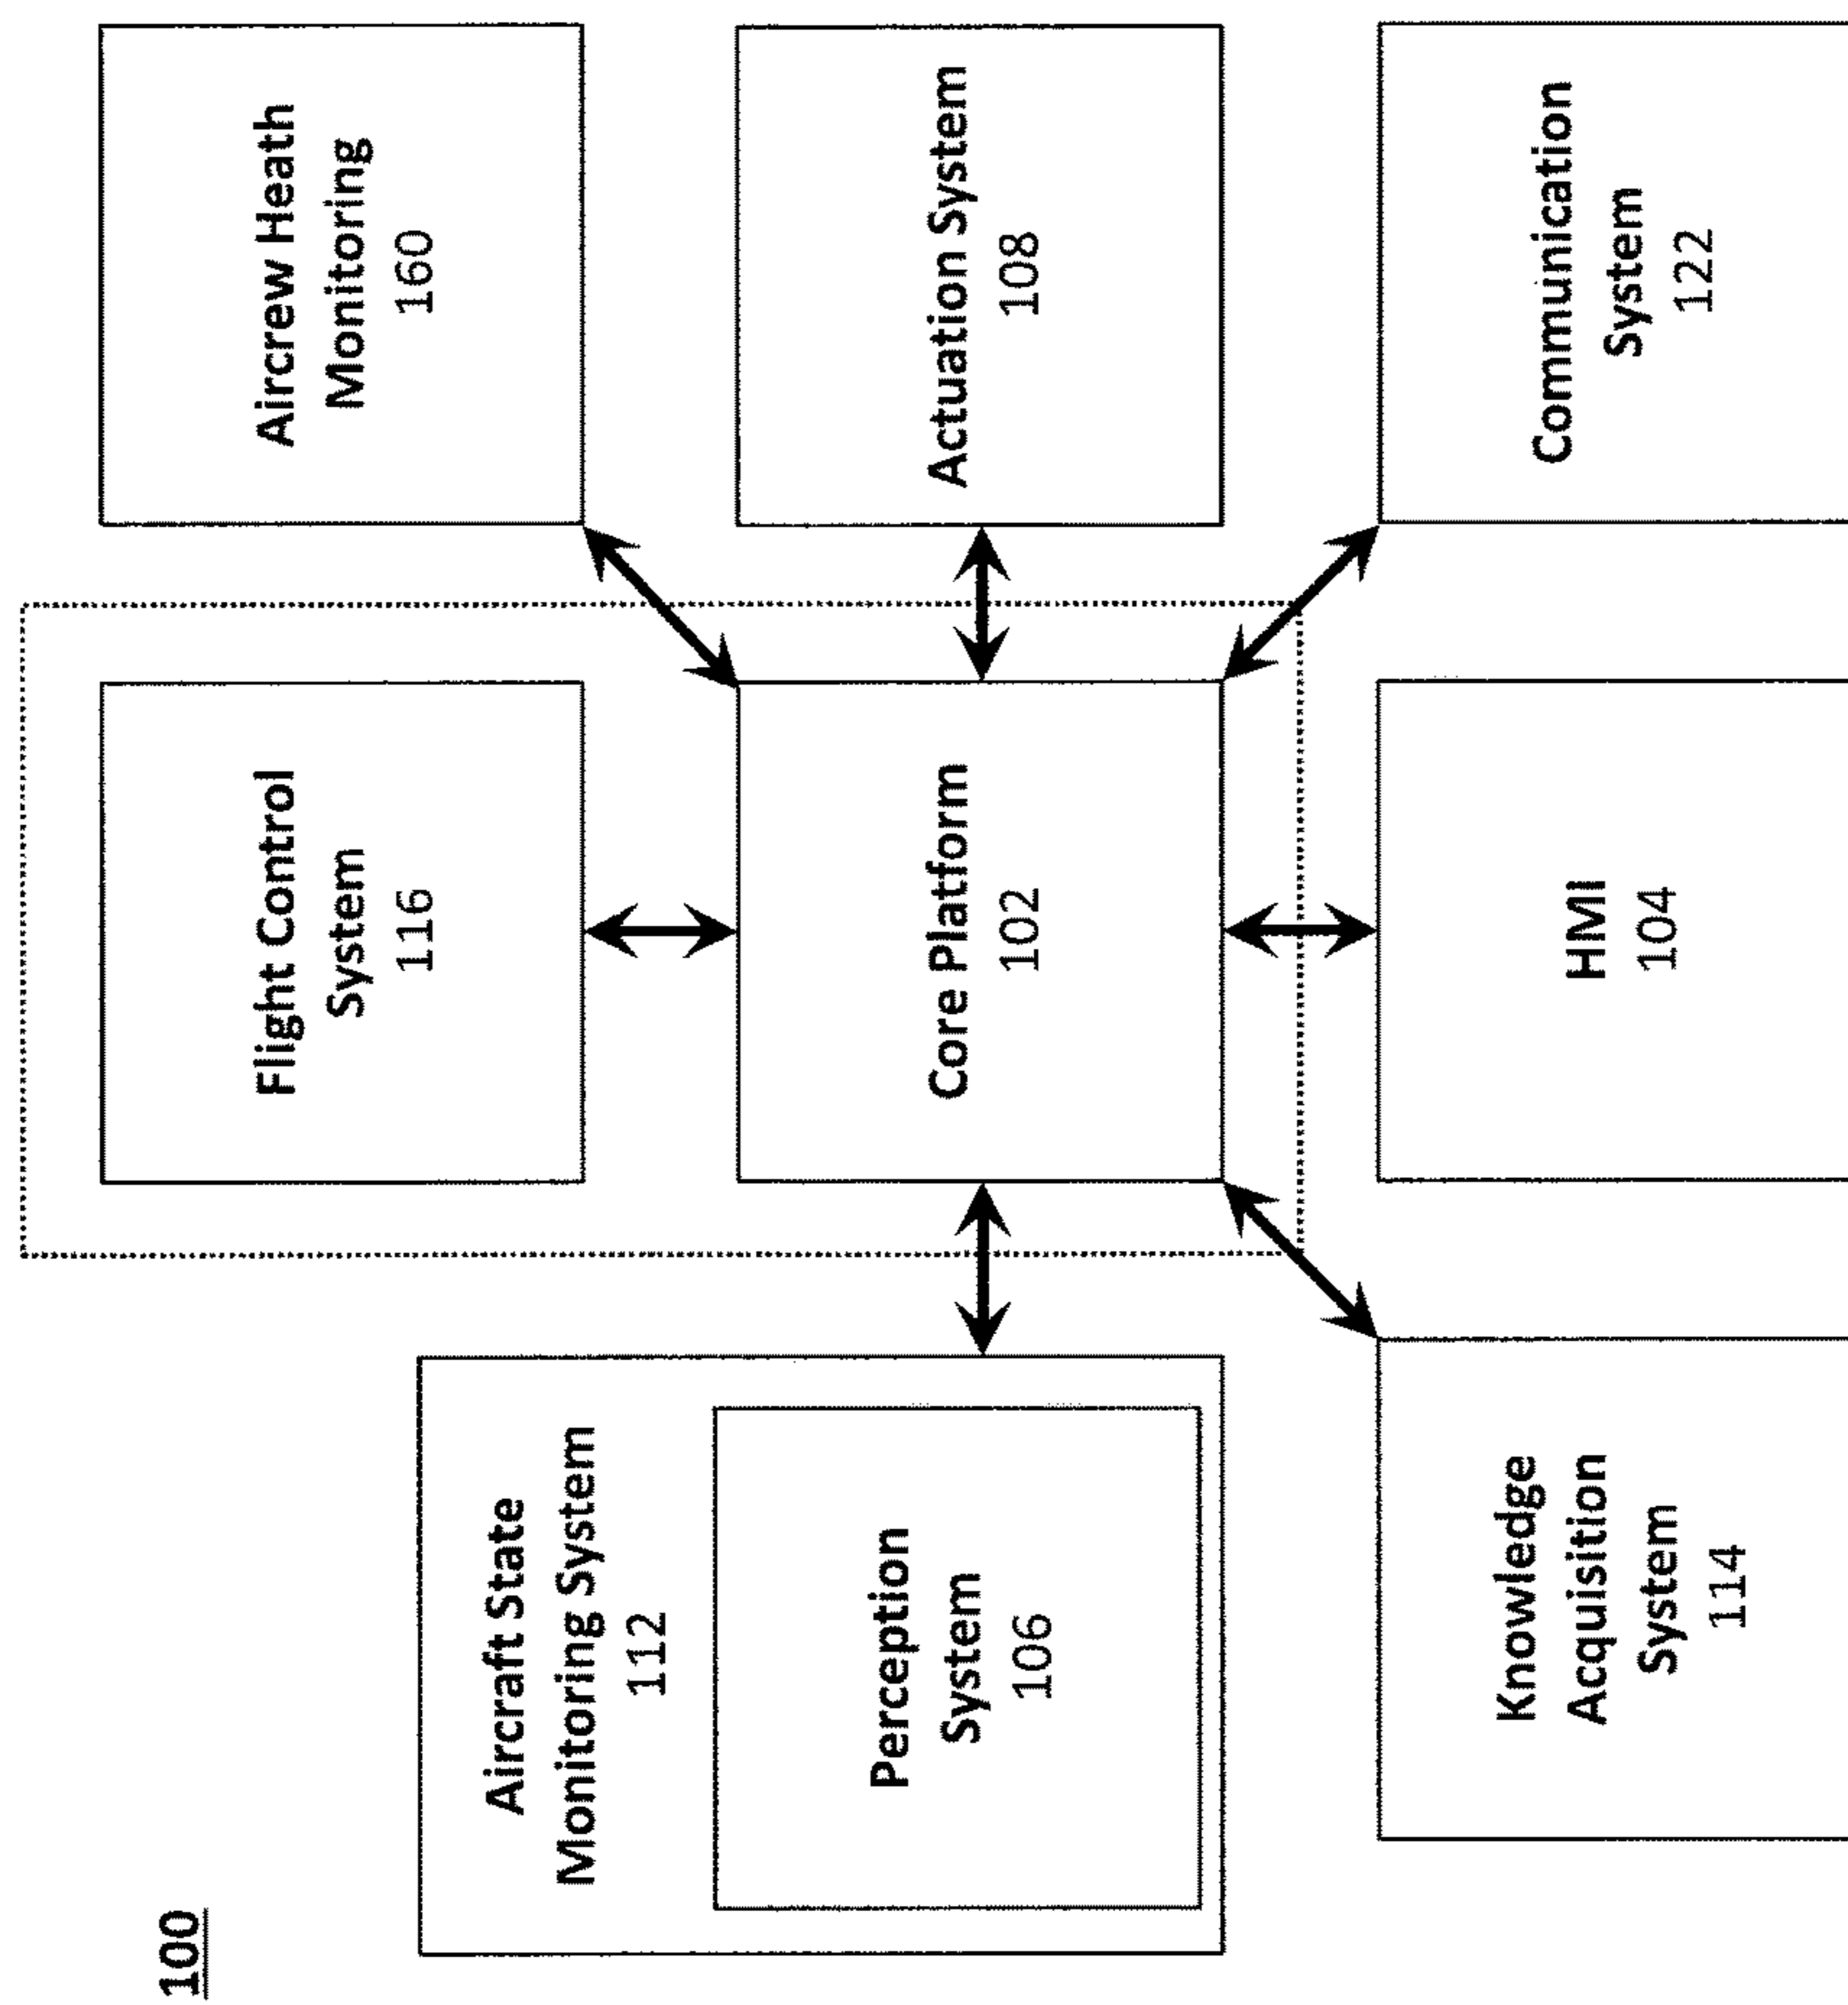 100
Aircraft State
Monitoring System
112
Perception
System
106
Flight Control
System
116
Aircrew Heath
Monitoring
160
Core Platform
102
Actuation System
108
Knowledge
Acquisition
System
114
HMI
104
Communication
System
122